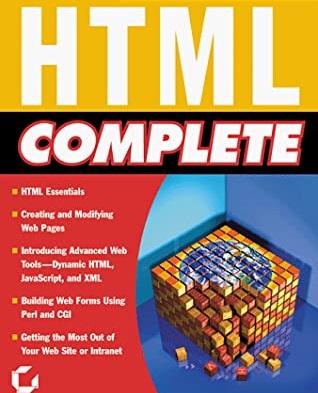 HTML
COMPLETE
HTML Essentials
Creating and Modifying
Web Pages
Introducing Advanced Web
Tools—Dynamic HTML,
JavaScript, and XML
Building Web Forms Using
Perl and CGI
Getting the Most Out of
Your Web Site or Intranet